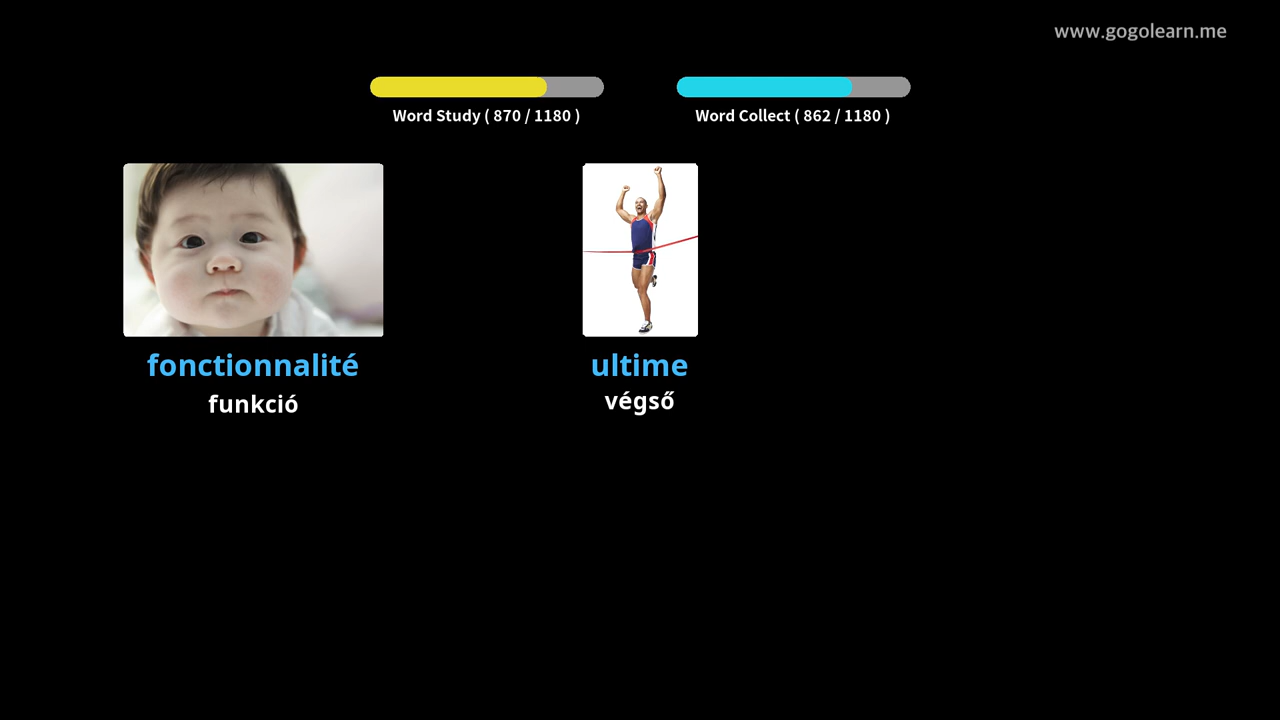 www.gogolearn.me
Word Study ( 870 / 1180 )
Word Collect ( 862 / 1180 )
fonctionnalité
funkció
ultime
végső